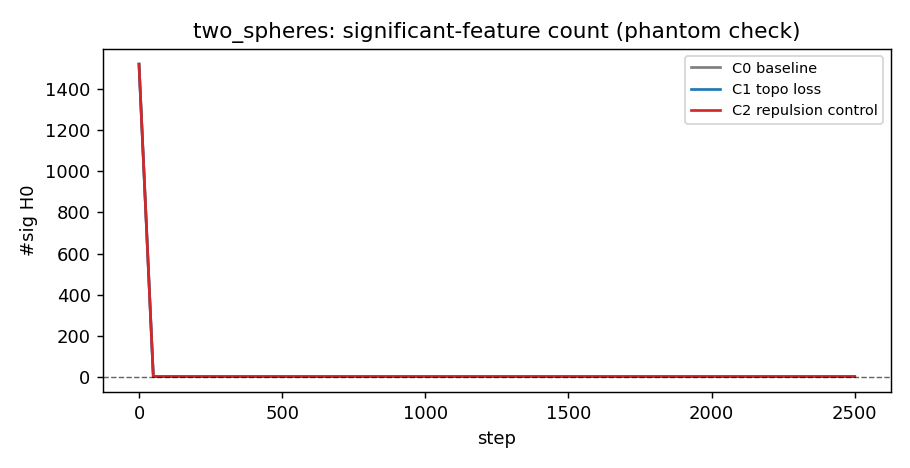 two_spheres: significant-feature count (phantom check)
C0 baseline
C1 topo loss
C2 repulsion control
1400
1200
1000
800
600
400
200
0
#sig H0
0 500 1000 1500 2000 2500
step